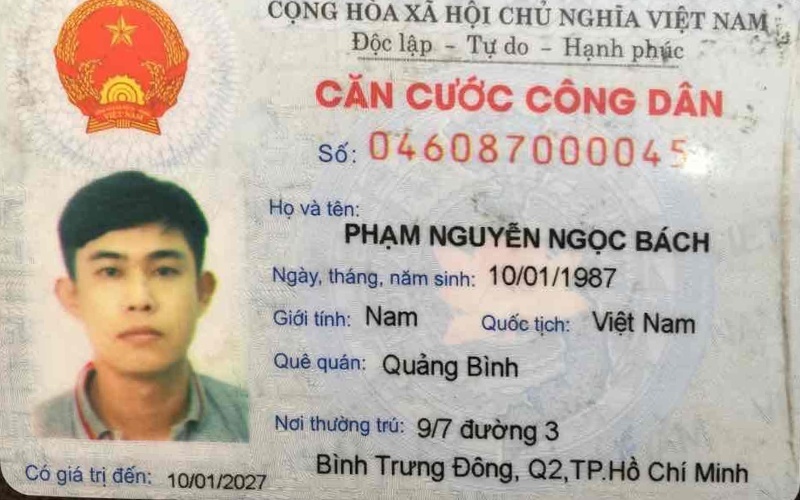 CỘNG HÒA XÃ HỘI CHỦ NGHĨA VIỆT NAM
Độc lập - Tự do - Hạnh phúc
CĂN CƯỚC CÔNG DÂN
Số: 046087000045
Họ và tên:
PHẠM NGUYỄN NGỌC BÁCH
Ngày, tháng, năm sinh: 10/01/1987
Giới tính: Nam Quốc tịch: Việt Nam
Quê quán: Quảng Bình
Nơi thường trú: 9/7 đường 3
Bình Trưng Đông, Q2,TP.Hồ Chí Minh
Có giá trị đến: 10/01/2027